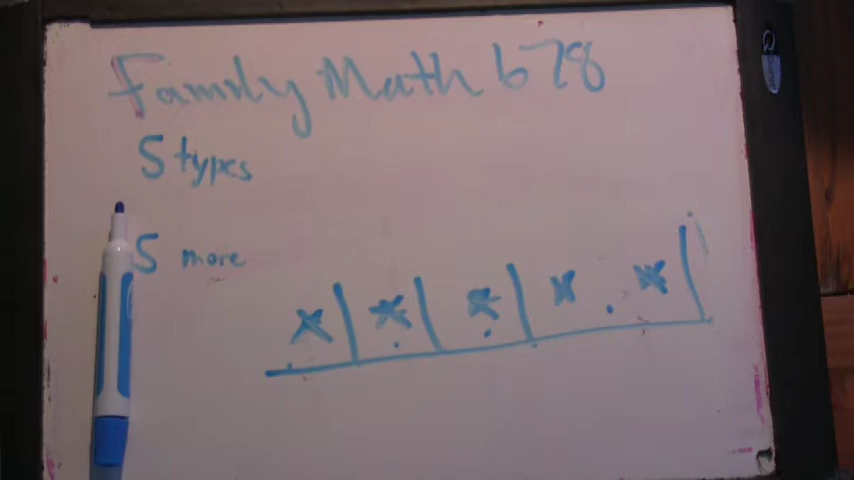 Family Math 678
5 types
5 more
x | x | x | x . x |